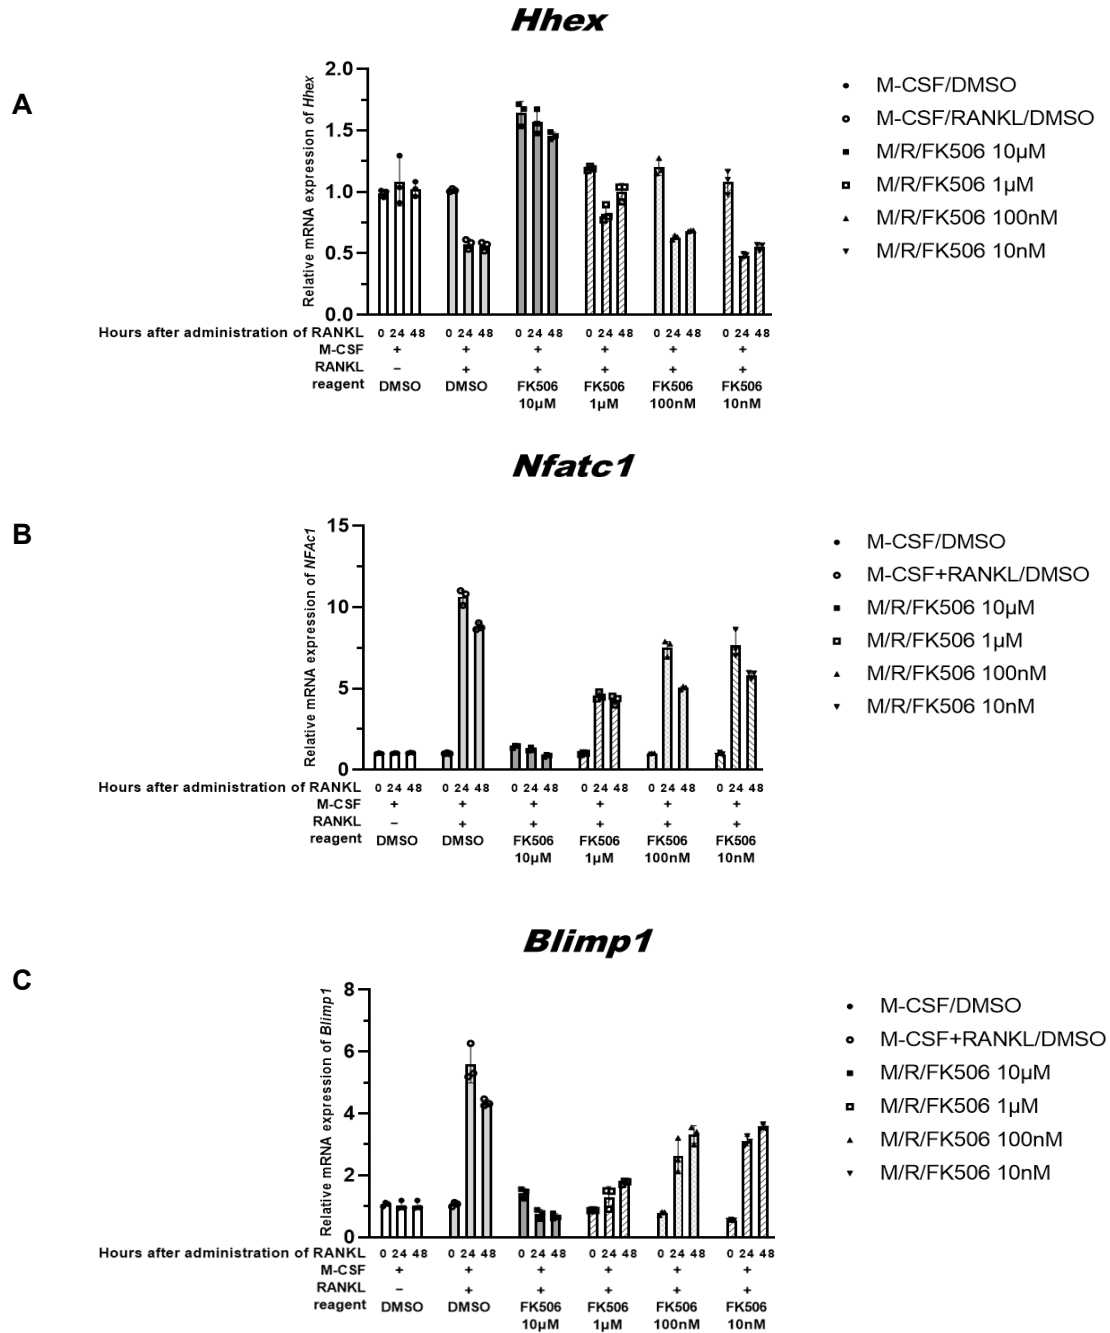 Hhex
A
Relative mRNA expression of Hhex
2.0
1.5
1.0
0.5
0.0
M-CSF/DMSO
M-CSF/RANKL/DMSO
M/R/FK506 10μM
M/R/FK506 1μM
M/R/FK506 100nM
M/R/FK506 10nM
Hours after administration of RANKL 0 24 48 0 24 48 0 24 48 0 24 48 0 24 48 0 24 48
M-CSF + + + + + +
RANKL – + + + + +
reagent DMSO DMSO FK506 FK506 FK506 FK506
10μM 1μM 100nM 10nM
Nfatc1
B
Relative mRNA expression of NFAc1
15
10
5
0
M-CSF/DMSO
M-CSF+RANKL/DMSO
M/R/FK506 10μM
M/R/FK506 1μM
M/R/FK506 100nM
M/R/FK506 10nM
Hours after administration of RANKL 0 24 48 0 24 48 0 24 48 0 24 48 0 24 48 0 24 48
M-CSF + + + + + +
RANKL – + + + + +
reagent DMSO DMSO FK506 FK506 FK506 FK506
10μM 1μM 100nM 10nM
Blimp1
C
Relative mRNA expression of Blimp1
8
6
4
2
0
M-CSF/DMSO
M-CSF+RANKL/DMSO
M/R/FK506 10μM
M/R/FK506 1μM
M/R/FK506 100nM
M/R/FK506 10nM
Hours after administration of RANKL 0 24 48 0 24 48 0 24 48 0 24 48 0 24 48 0 24 48
M-CSF + + + + + +
RANKL – + + + + +
reagent DMSO DMSO FK506 FK506 FK506 FK506
10μM 1μM 100nM 10nM